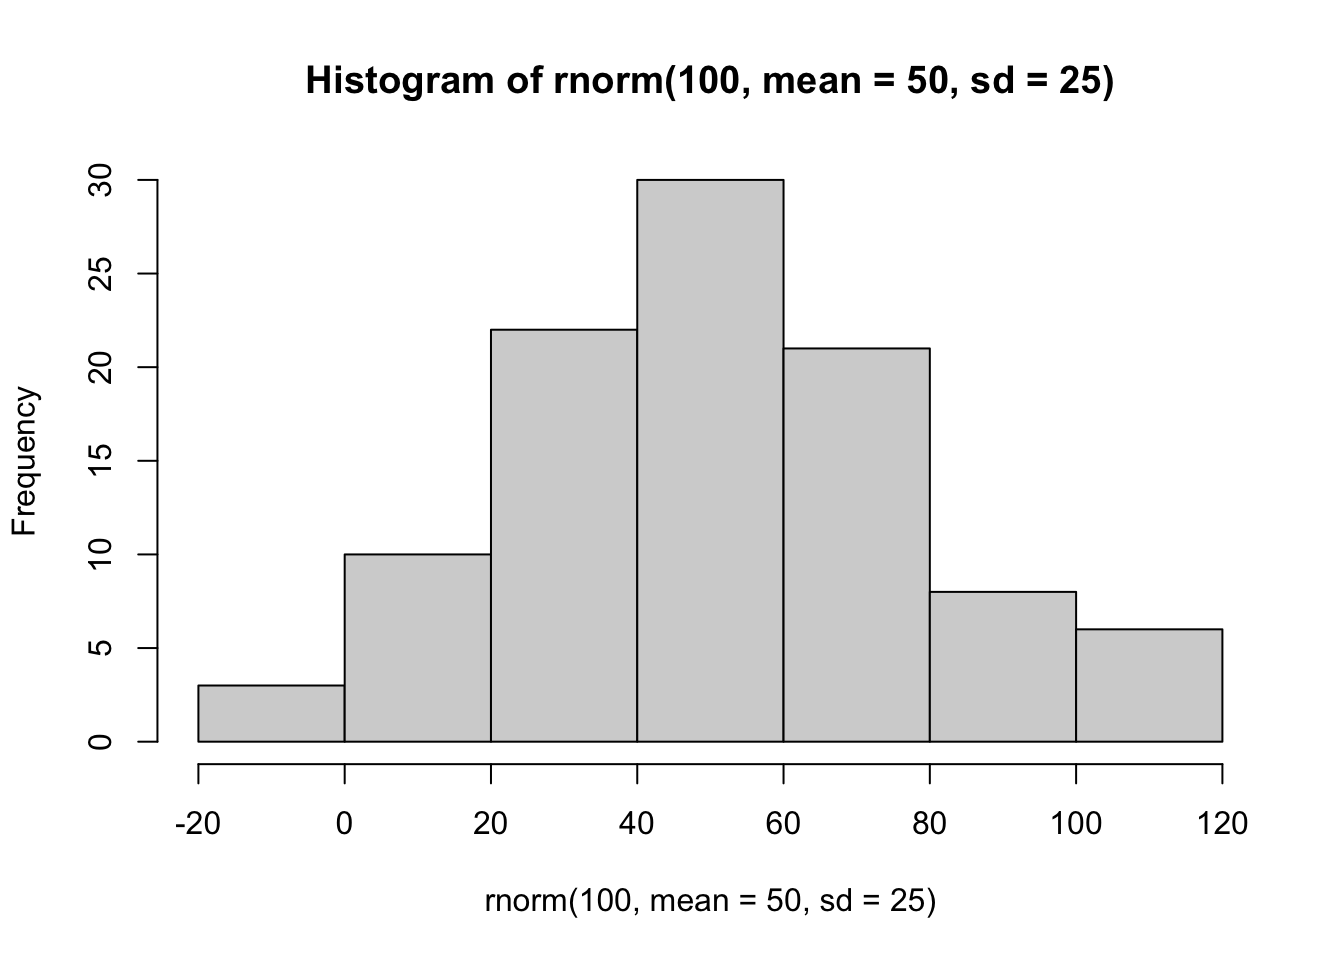 Histogram of rnorm(100, mean = 50, sd = 25)
Frequency
30
25
20
15
10
5
0
-20 0 20 40 60 80 100 120
rnorm(100, mean = 50, sd = 25)